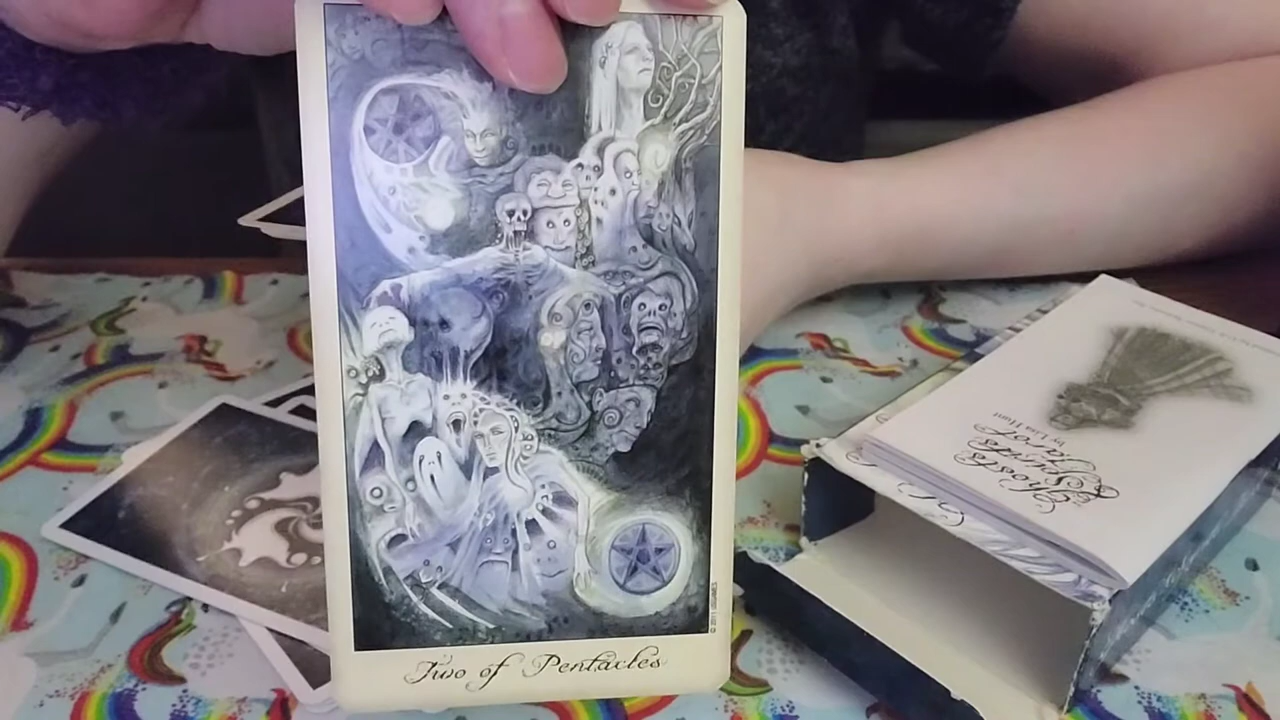 Two of Pentacles
Ghosts
& Spirits
Tarot
by Lisa Hunt